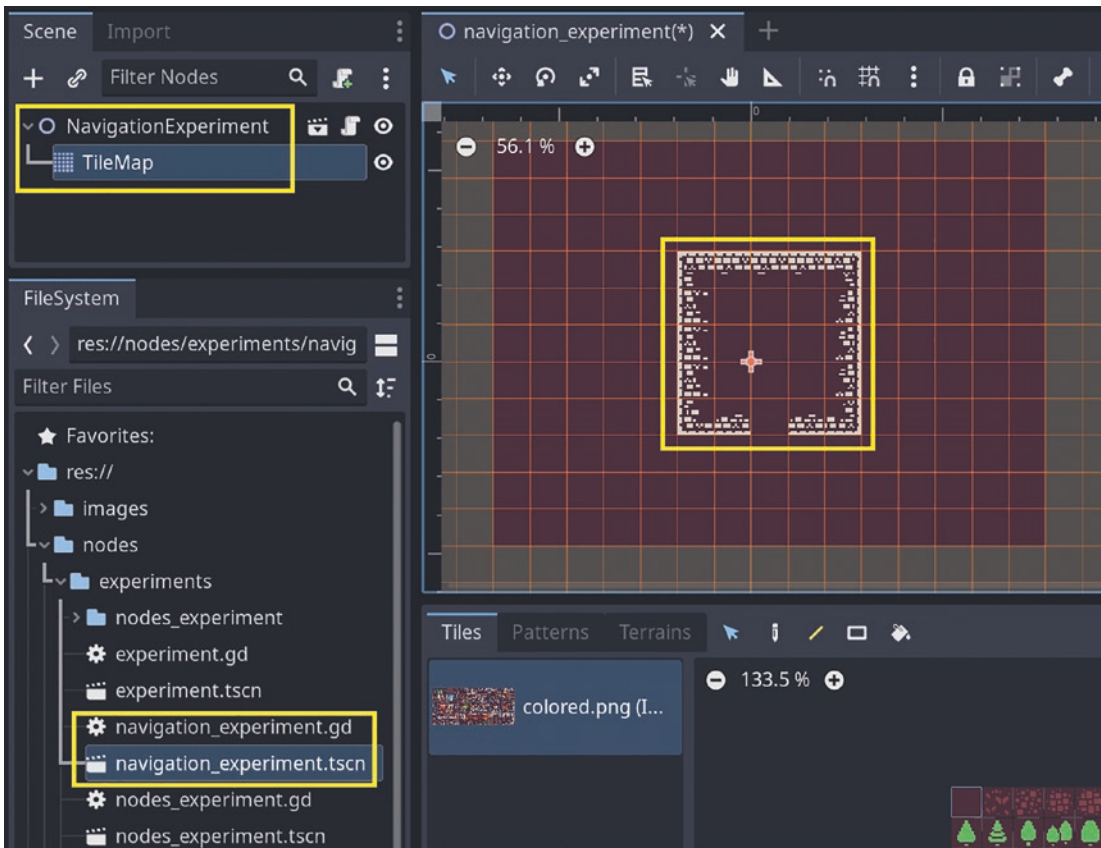 Scene Import
Filter Nodes
NavigationExperiment
TileMap
FileSystem
res://nodes/experiments/navig
Filter Files
Favorites:
res://
images
nodes
experiments
nodes_experiment
experiment.gd
experiment.tscn
navigation_experiment.gd
navigation_experiment.tscn
nodes_experiment.gd
nodes_experiment.tscn
navigation_experiment(*)
0
56.1 %
0
Tiles Patterns Terrains
colored.png (I...
133.5 %